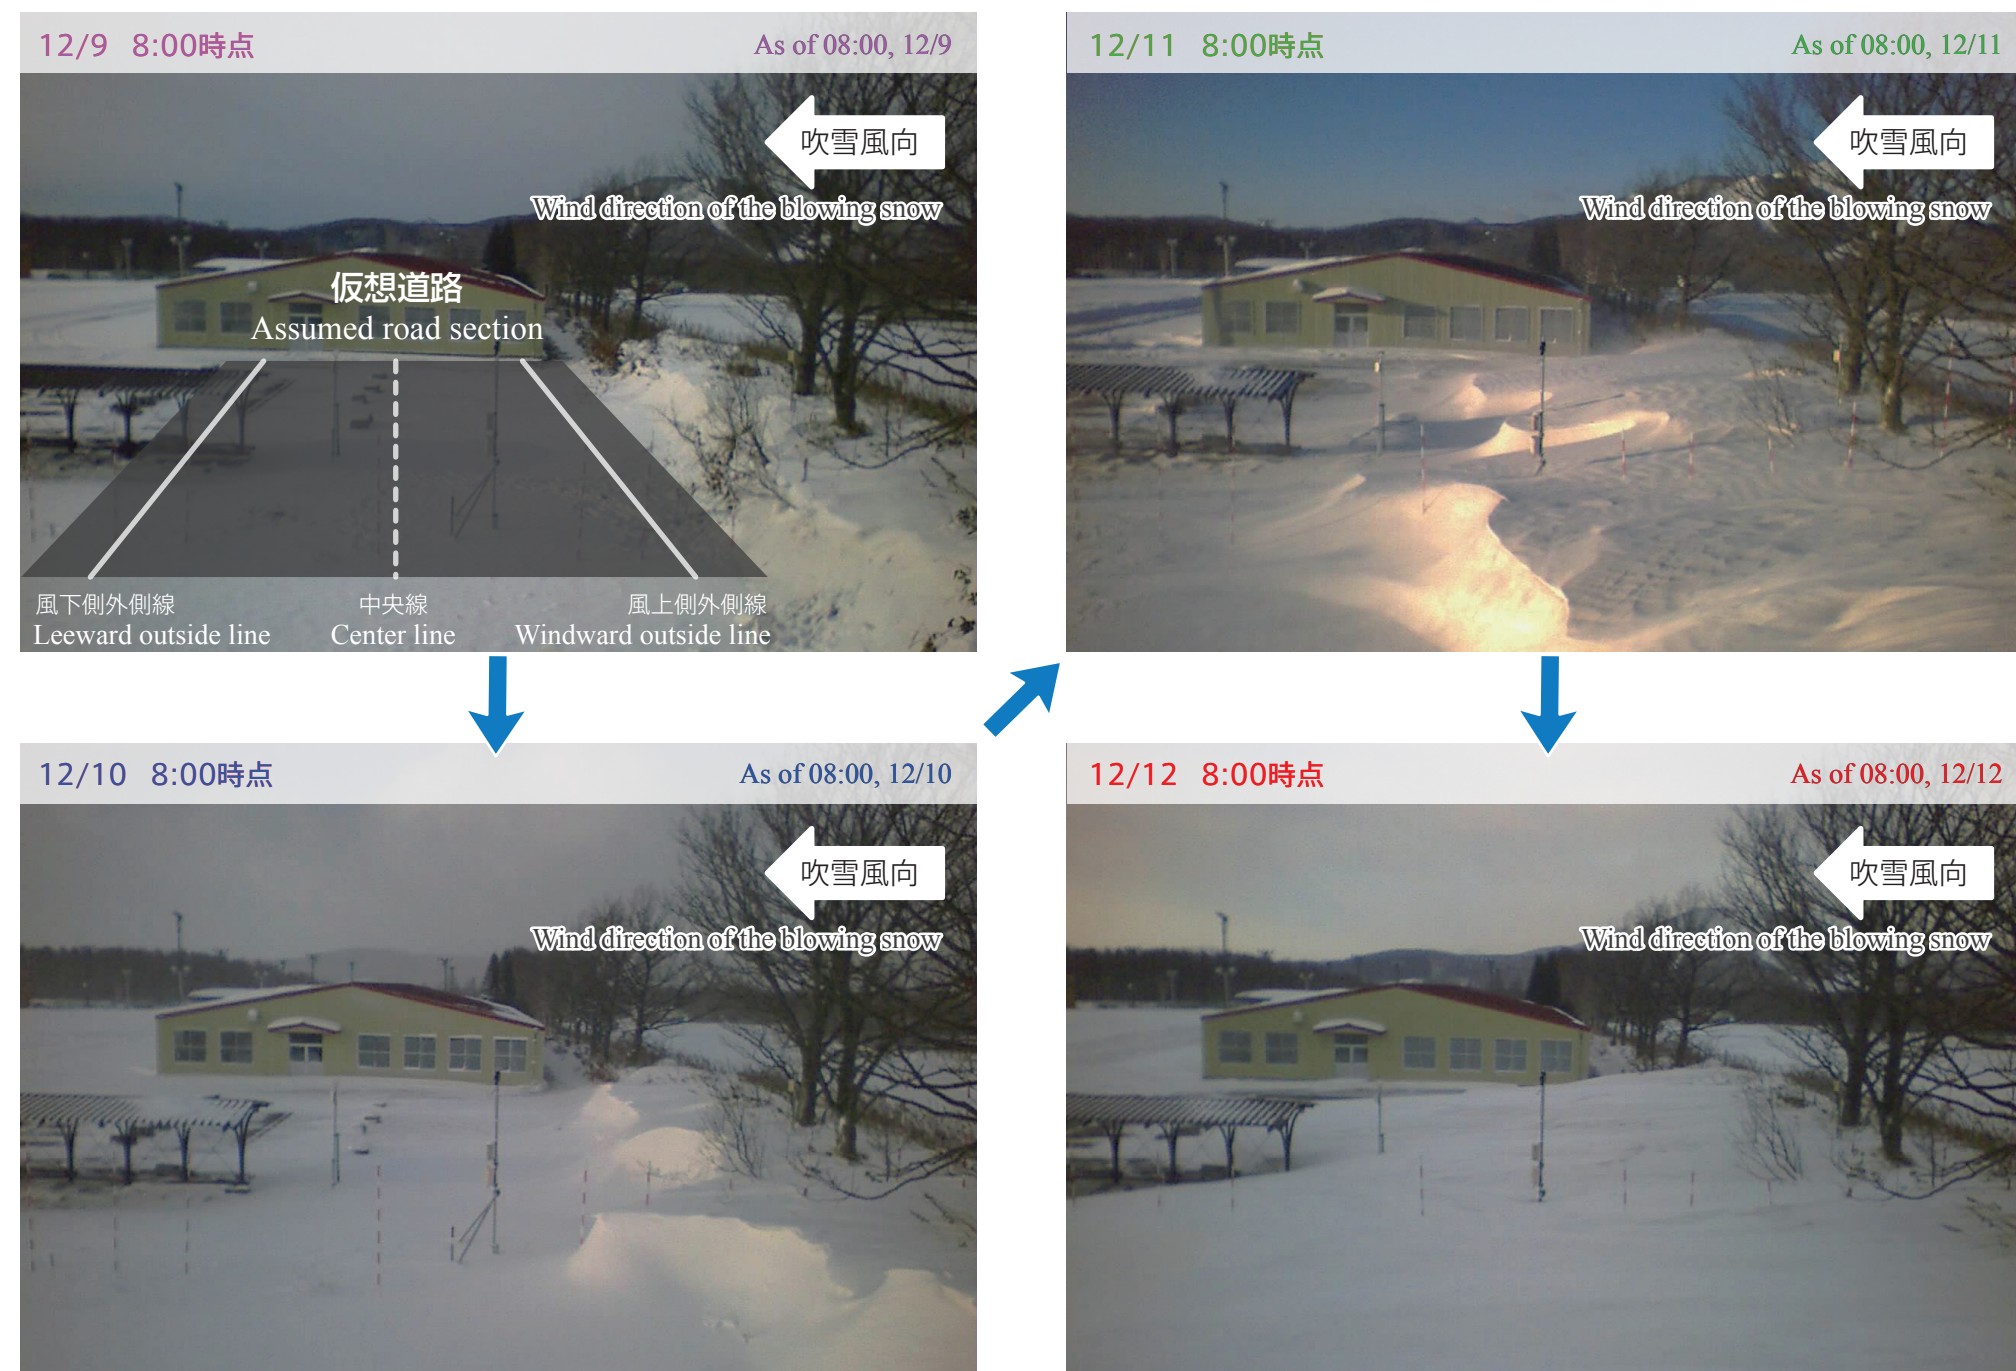 12/9 8:00時点
As of 08:00, 12/9
吹雪風向
Wind direction of the blowing snow
仮想道路
Assumed road section
風下側外側線
Leeward outside line
中央線
Center line
風上側外側線
Windward outside line
12/10 8:00時点
As of 08:00, 12/10
吹雪風向
Wind direction of the blowing snow
12/11 8:00時点
As of 08:00, 12/11
吹雪風向
Wind direction of the blowing snow
12/12 8:00時点
As of 08:00, 12/12
吹雪風向
Wind direction of the blowing snow